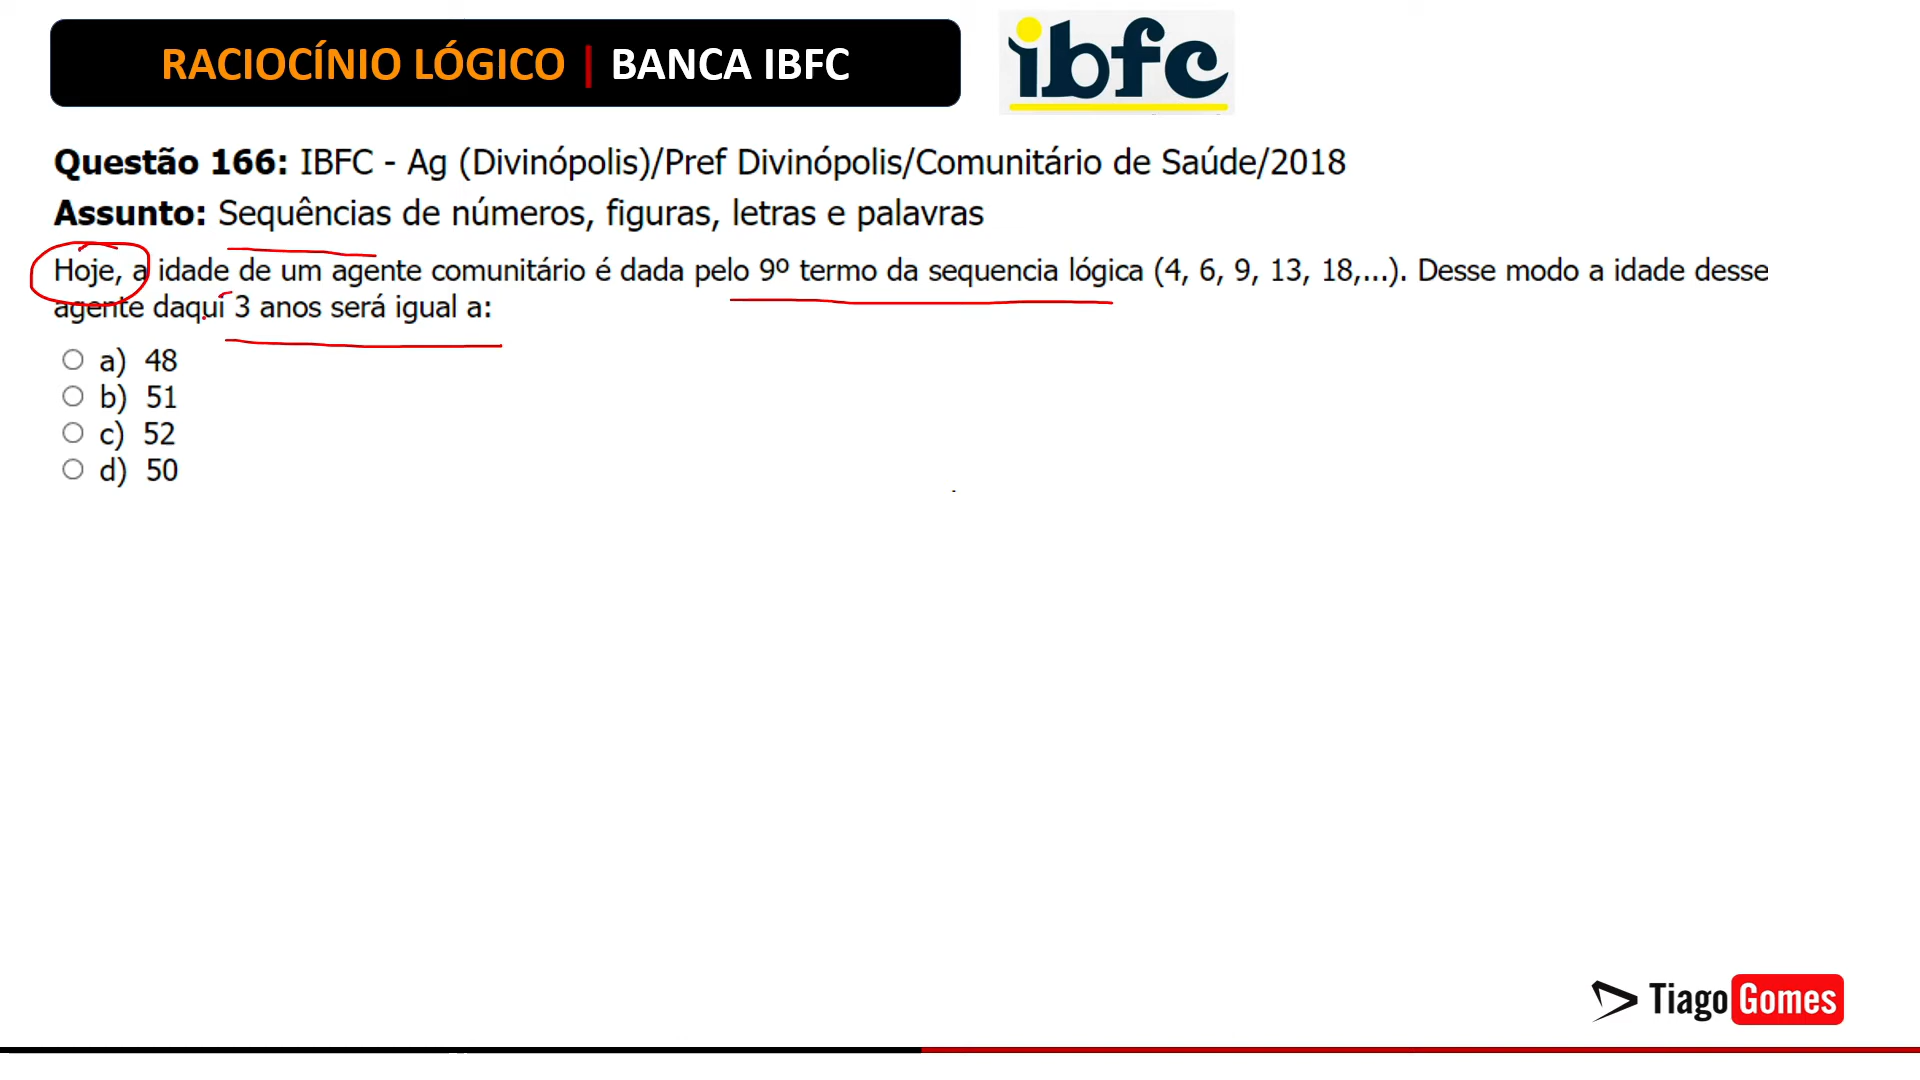 RACIOCÍNIO LÓGICO | BANCA IBFC
ibfc
Questão 166: IBFC - Ag (Divinópolis)/Pref Divinópolis/Comunitário de Saúde/2018
Assunto: Sequências de números, figuras, letras e palavras
Hoje, a idade de um agente comunitário é dada pelo 9º termo da sequencia lógica (4, 6, 9, 13, 18,...). Desse modo a idade desse
agente daqui 3 anos será igual a:
a) 48
b) 51
c) 52
d) 50
Tiago Gomes